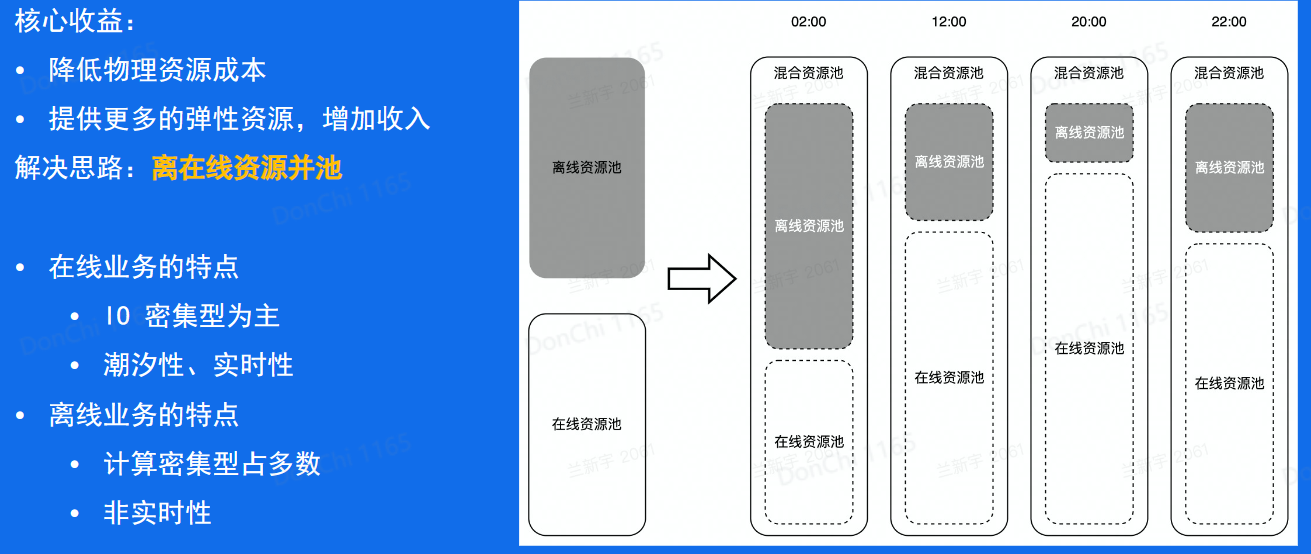 核心收益：
• 降低物理资源成本
• 提供更多的弹性资源，增加收入
解决思路：离在线资源并池
• 在线业务的特点
• IO 密集型为主
• 潮汐性、实时性
• 离线业务的特点
• 计算密集型占多数
• 非实时性
离线资源池
在线资源池
02:00
12:00
20:00
22:00
混合资源池
混合资源池
混合资源池
混合资源池
离线资源池
离线资源池
离线资源池
离线资源池
在线资源池
在线资源池
在线资源池
在线资源池
DonChi 1165
兰新宇 2061